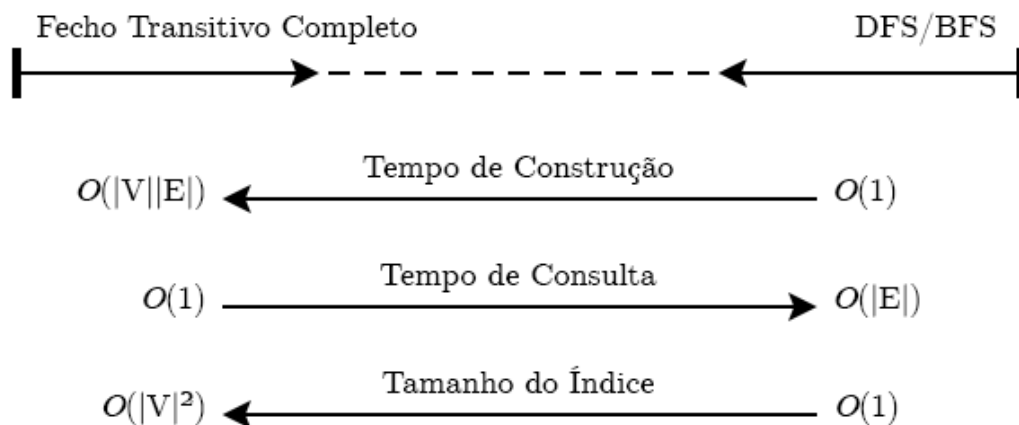 Fecho Transitivo Completo DFS/BFS
Tempo de Construção
O(|V||E|) O(1)
Tempo de Consulta
O(1) O(|E|)
Tamanho do Índice
O(|V|²) O(1)